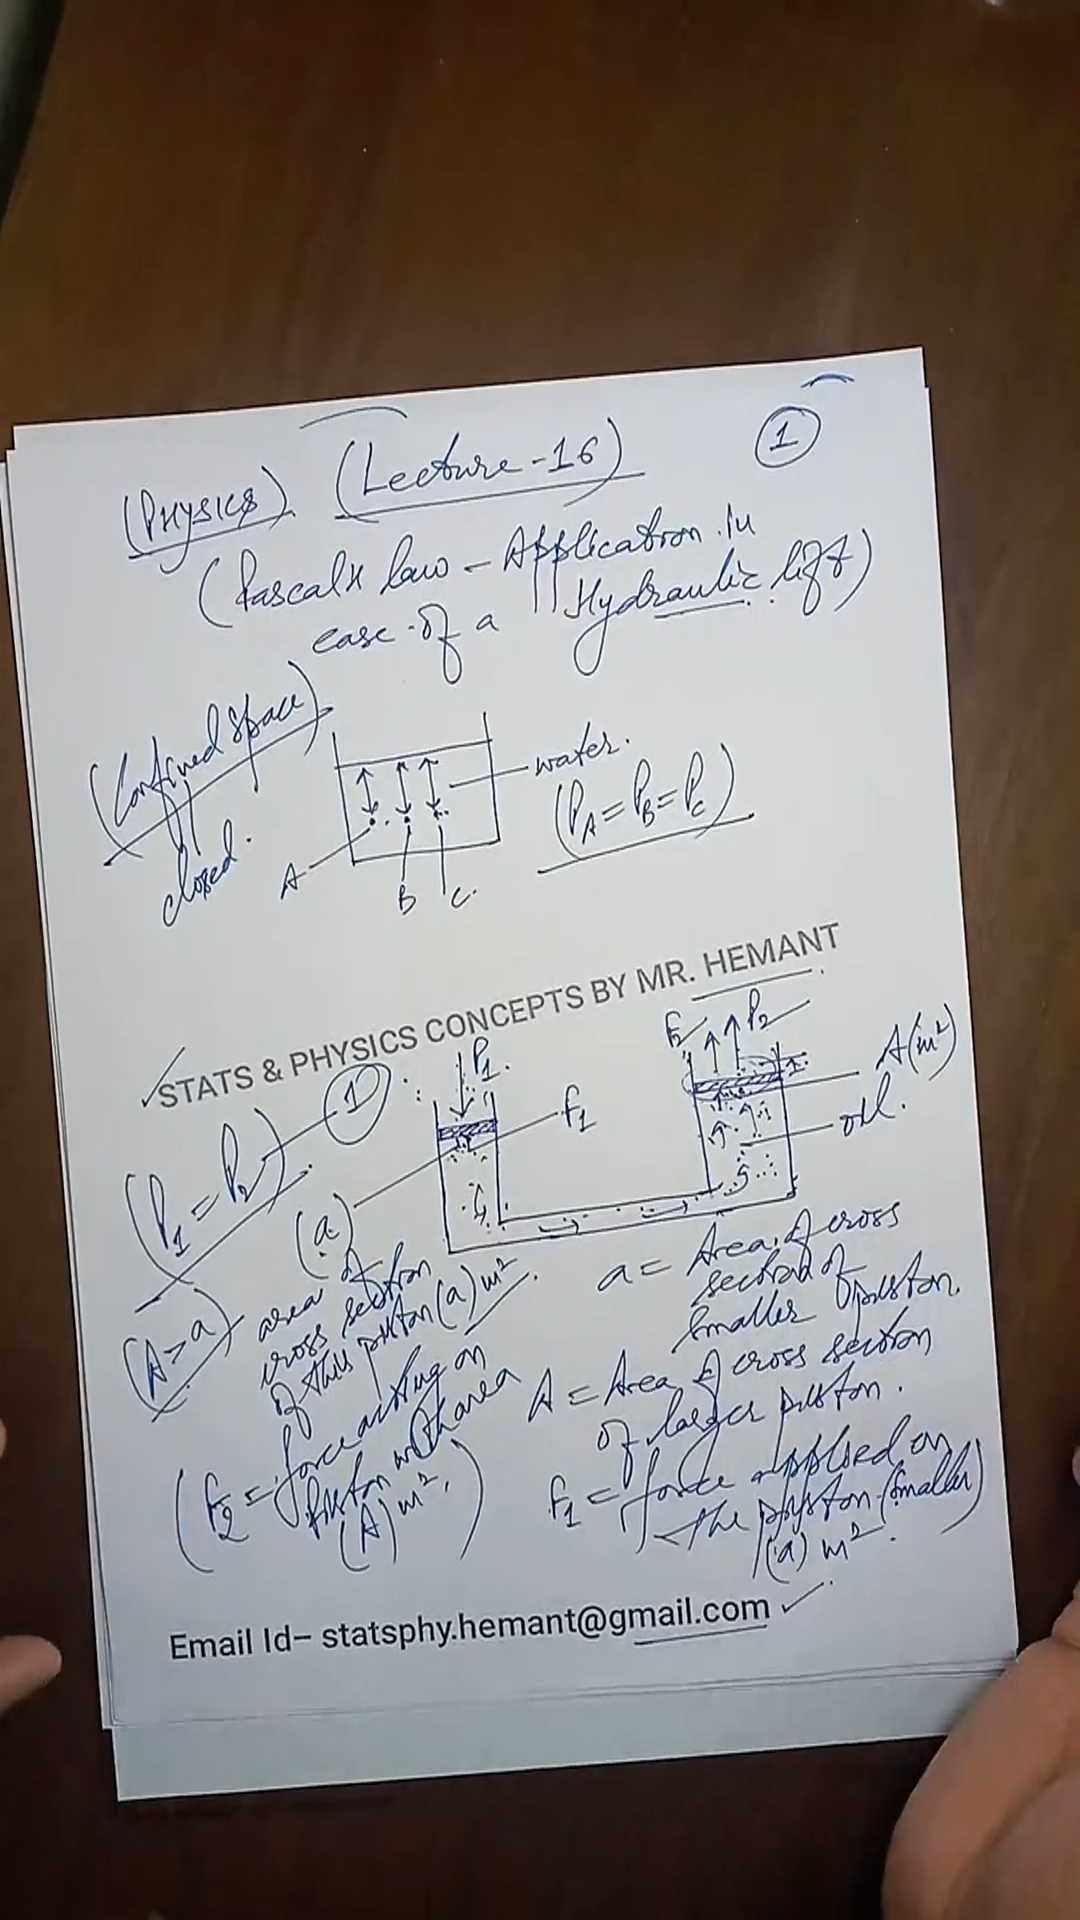 (PHYSICS) (Lecture-16) 1
(Pascal's law - Application in
case of a Hydraulic lift)
(Confined space)
closed.
water.
(P_A = P_B = P_C)
A
B C.
STATS & PHYSICS CONCEPTS BY MR. HEMANT
F₂ P₂
P₁.
A(m²)
F₁
oil.
(P₁ = P₂) 1
(a)
(A > a)
area of
cross section
of this piston (a) m².
a = Area of cross
section of
smaller piston.
A = Area of cross section
of larger piston.
(F₂ = force acting on
piston with area
(A) m².)
F₁ = force applied on
the piston (smaller)
(a) m².
Email Id– statsphy.hemant@gmail.com